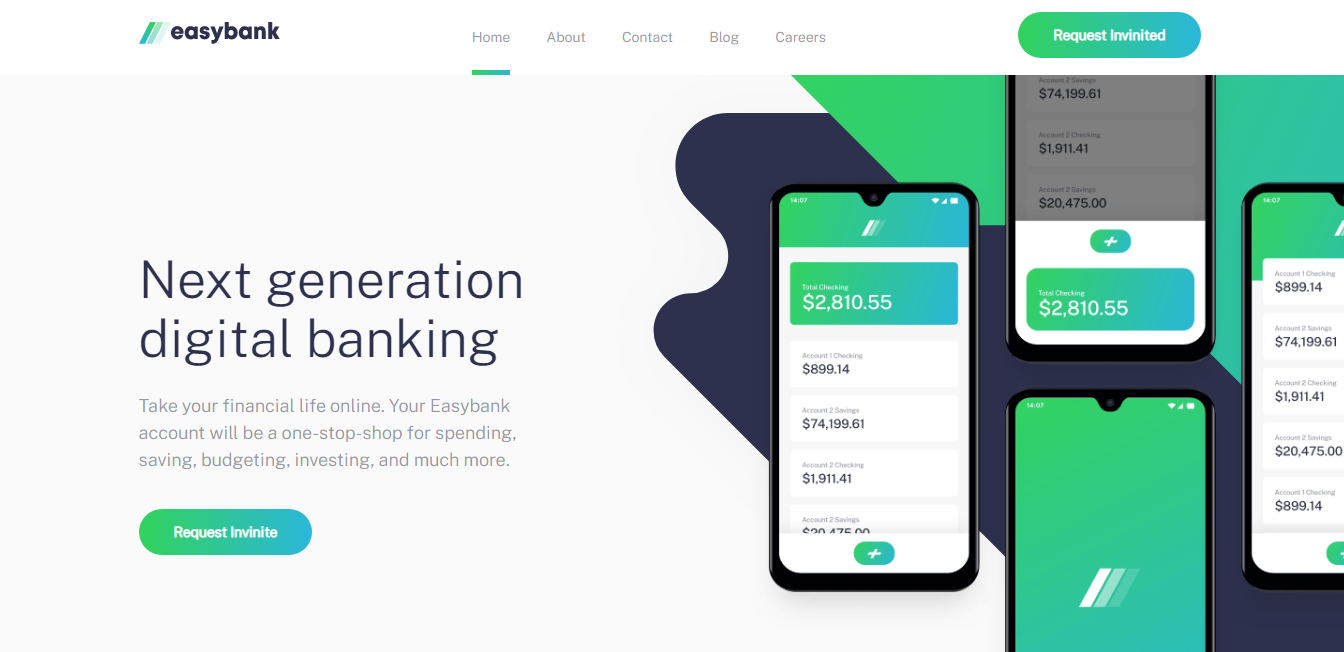 easybank
Home
About
Contact
Blog
Careers
Request Invinited
Next generation
digital banking
Take your financial life online. Your Easybank
account will be a one-stop-shop for spending,
saving, budgeting, investing, and much more.
Request Invinite
14:07
Total Checking
$2,810.55
Account 1 Checking
$899.14
Account 2 Savings
$74,199.61
Account 2 Checking
$1,911.41
Account 2 Savings
$20,475.00
Account 2 Savings
$74,199.61
Account 2 Checking
$1,911.41
Account 2 Savings
$20,475.00
Total Checking
$2,810.55
14:07
14:07
Account 1 Checking
$899.14
Account 2 Savings
$74,199.61
Account 2 Checking
$1,911.41
Account 2 Savings
$20,475.00
Account 1 Checking
$899.14